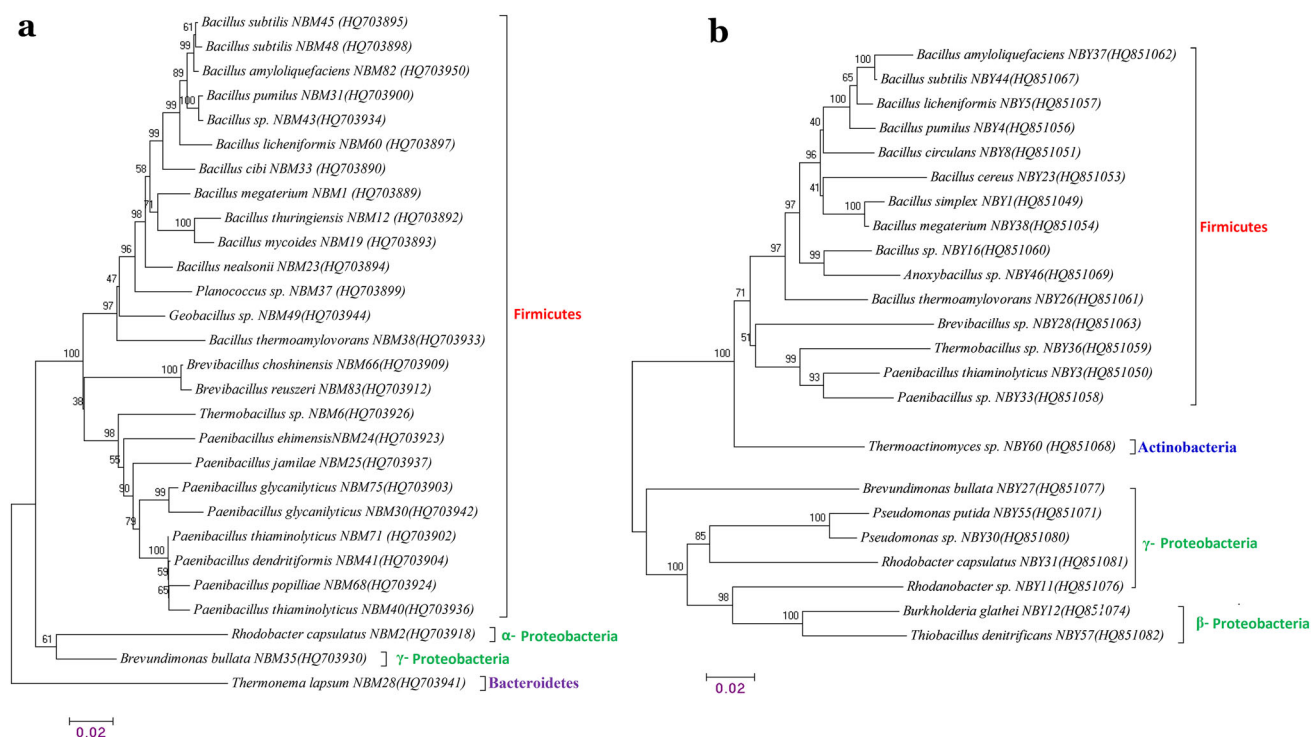 a
Bacillus subtilis NBM45 (HQ703895)
Bacillus subtilis NBM48 (HQ703898)
Bacillus amyloliquefaciens NBM82 (HQ703950)
Bacillus pumilus NBM31(HQ703900)
Bacillus sp. NBM43(HQ703934)
Bacillus licheniformis NBM60 (HQ703897)
Bacillus cibi NBM33 (HQ703890)
Bacillus megaterium NBM1 (HQ703889)
Bacillus thuringiensis NBM12 (HQ703892)
Bacillus mycoides NBM19 (HQ703893)
Bacillus nealsonii NBM23(HQ703894)
Planococcus sp. NBM37 (HQ703899)
Geobacillus sp. NBM49(HQ703944)
Bacillus thermoamylovorans NBM38(HQ703933)
Brevibacillus choshinensis NBM66(HQ703909)
Brevibacillus reuszeri NBM83(HQ703912)
Thermobacillus sp. NBM6(HQ703926)
Paenibacillus ehimensisNBM24(HQ703923)
Paenibacillus jamilae NBM25(HQ703937)
Paenibacillus glycanilyticus NBM75(HQ703903)
Paenibacillus glycanilyticus NBM30(HQ703942)
Paenibacillus thiaminolyticus NBM71 (HQ703902)
Paenibacillus dendritiformis NBM41(HQ703904)
Paenibacillus popilliae NBM68(HQ703924)
Paenibacillus thiaminolyticus NBM40(HQ703936)
Rhodobacter capsulatus NBM2(HQ703918)
Brevundimonas bullata NBM35(HQ703930)
Thermonema lapsum NBM28(HQ703941)
61
99
89
100
99
99
58
71
100
98
96
47
97
100
100
38
98
55
90
99
79
100
59
65
61
Firmicutes
α- Proteobacteria
γ- Proteobacteria
Bacteroidetes
0.02
b
Bacillus amyloliquefaciens NBY37(HQ851062)
Bacillus subtilis NBY44(HQ851067)
Bacillus licheniformis NBY5(HQ851057)
Bacillus pumilus NBY4(HQ851056)
Bacillus circulans NBY8(HQ851051)
Bacillus cereus NBY23(HQ851053)
Bacillus simplex NBY1(HQ851049)
Bacillus megaterium NBY38(HQ851054)
Bacillus sp. NBY16(HQ851060)
Anoxybacillus sp. NBY46(HQ851069)
Bacillus thermoamylovorans NBY26(HQ851061)
Brevibacillus sp. NBY28(HQ851063)
Thermobacillus sp. NBY36(HQ851059)
Paenibacillus thiaminolyticus NBY3(HQ851050)
Paenibacillus sp. NBY33(HQ851058)
Thermoactinomyces sp. NBY60 (HQ851068)
Brevundimonas bullata NBY27(HQ851077)
Pseudomonas putida NBY55(HQ851071)
Pseudomonas sp. NBY30(HQ851080)
Rhodobacter capsulatus NBY31(HQ851081)
Rhodanobacter sp. NBY11(HQ851076)
Burkholderia glathei NBY12(HQ851074)
Thiobacillus denitrificans NBY57(HQ851082)
100
65
100
40
96
41
100
97
99
97
71
51
99
93
100
100
85
100
98
100
Firmicutes
Actinobacteria
γ- Proteobacteria
β- Proteobacteria
0.02